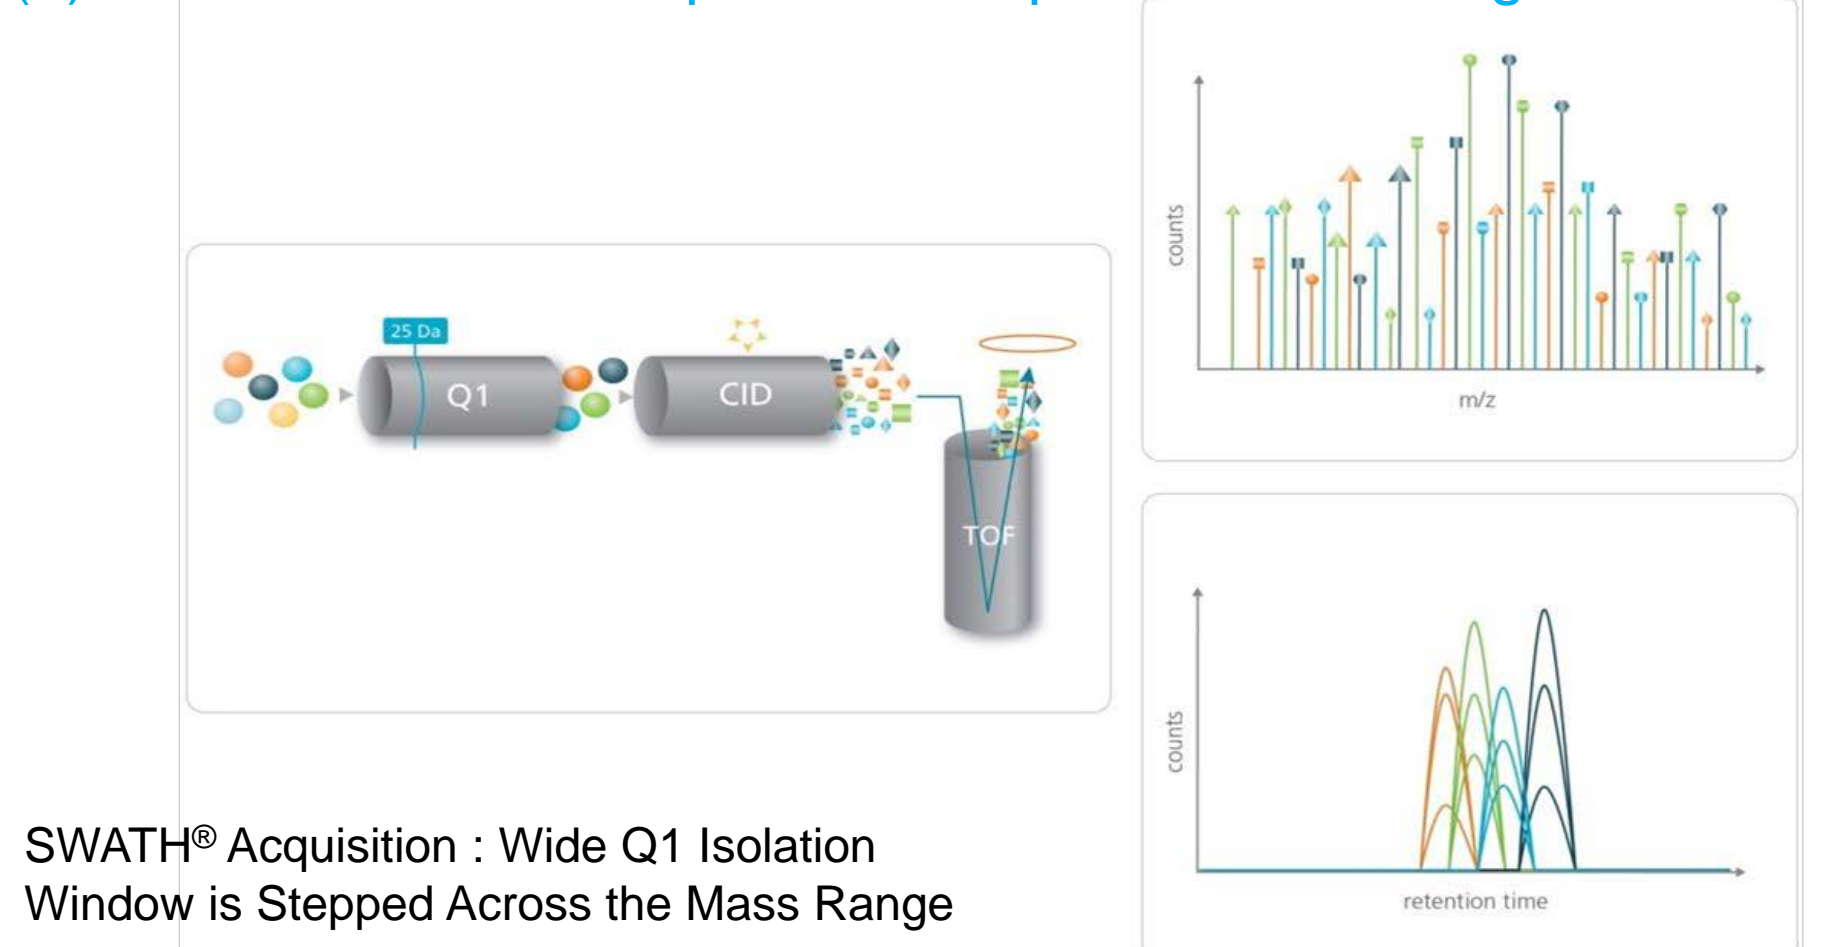 25 Da
Q1
CID
TOF
counts
m/z
counts
retention time
SWATH® Acquisition : Wide Q1 Isolation
Window is Stepped Across the Mass Range